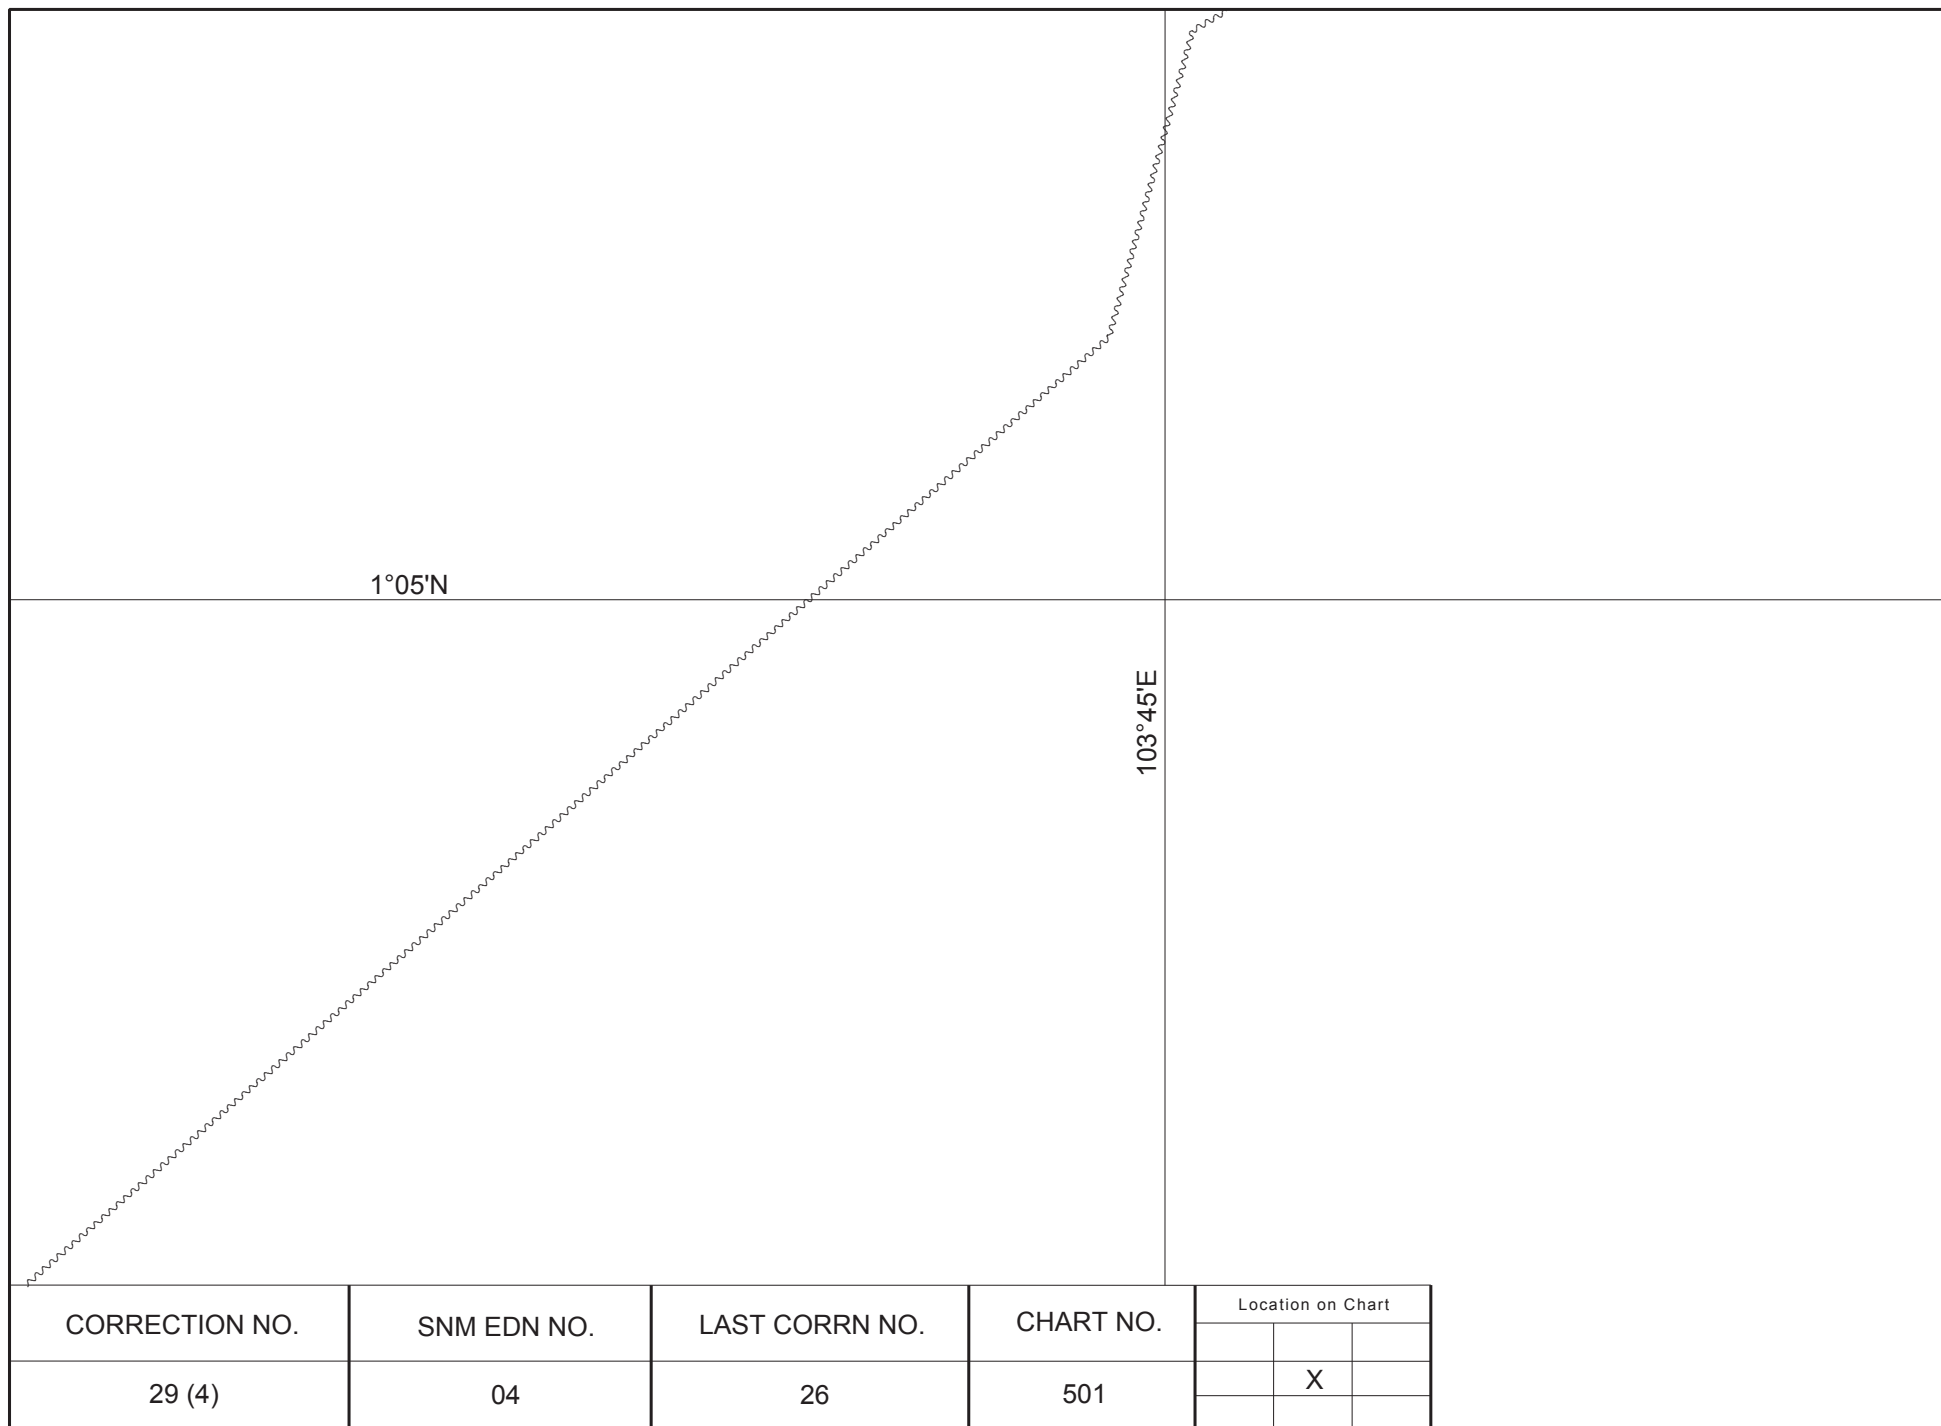 1°05'N
103°45'E
CORRECTION NO.
SNM EDN NO.
LAST CORRN NO.
CHART NO.
Location on Chart
29 (4)
04
26
501
X